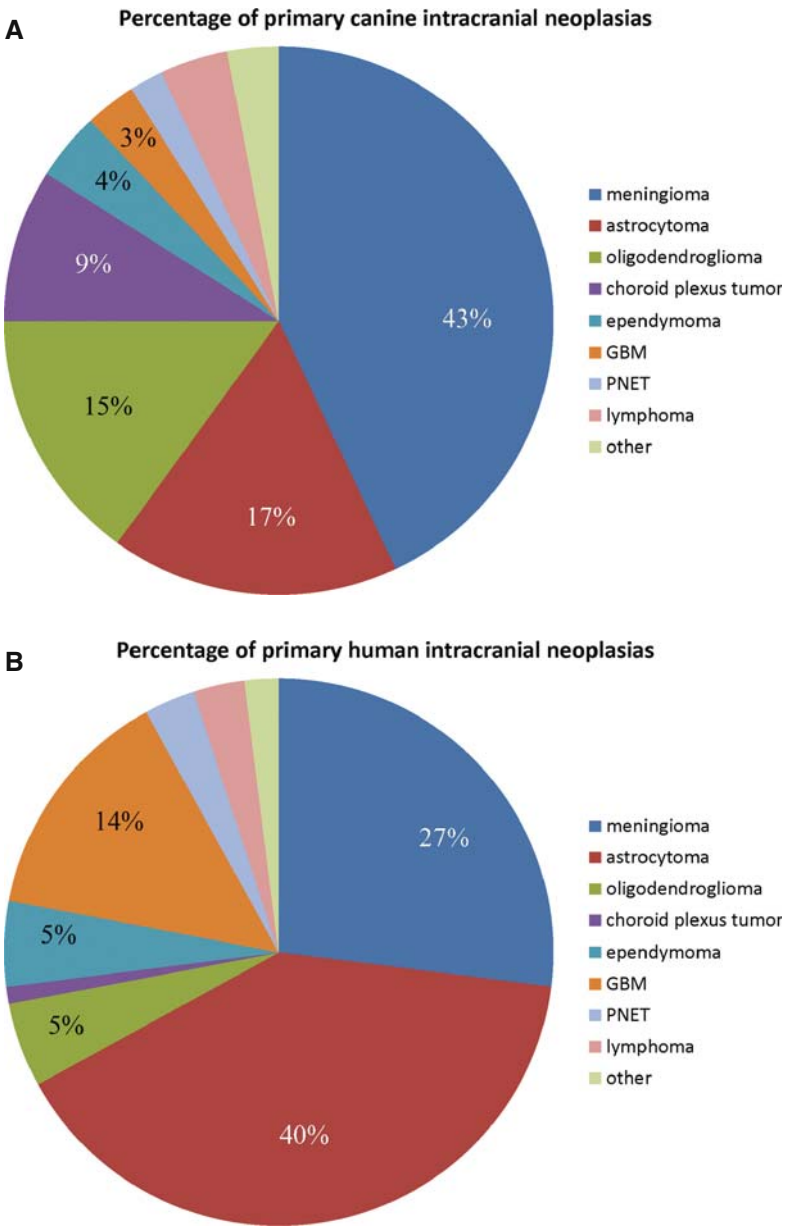 A
Percentage of primary canine intracranial neoplasias
3%
4%
9%
43%
15%
17%
meningioma
astrocytoma
oligodendroglioma
choroid plexus tumor
ependymoma
GBM
PNET
lymphoma
other
B
Percentage of primary human intracranial neoplasias
14%
27%
5%
5%
40%
meningioma
astrocytoma
oligodendroglioma
choroid plexus tumor
ependymoma
GBM
PNET
lymphoma
other